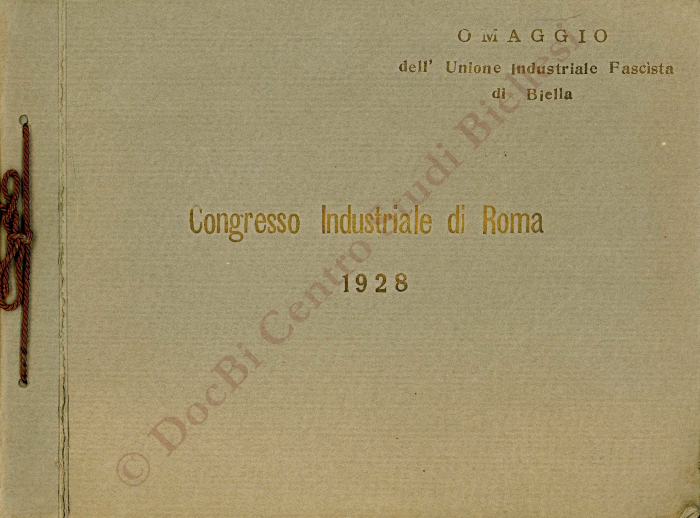 OMAGGIO
dell' Unione Industriale Fascista
di Biella
Congresso Industriale di Roma
1928
© DocBi Centro Studi Biellesi